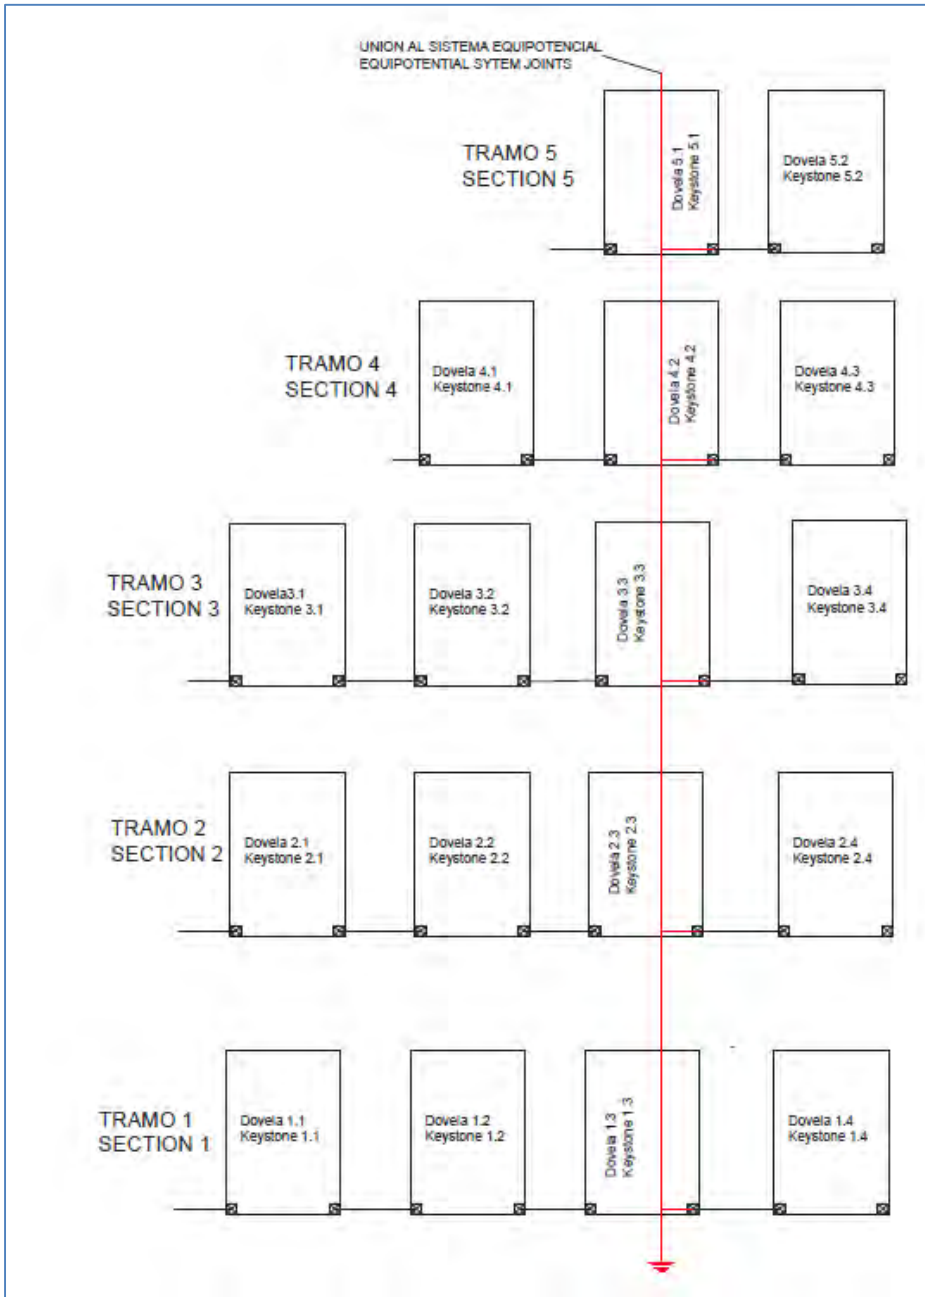 UNION AL SISTEMA EQUIPOTENCIAL
EQUIPOTENTIAL SYTEM JOINTS
TRAMO 5
SECTION 5
Dovela 5.1
Keystone 5.1
Dovela 5.2
Keystone 5.2
TRAMO 4
SECTION 4
Dovela 4.1
Keystone 4.1
Dovela 4.2
Keystone 4.2
Dovela 4.3
Keystone 4.3
TRAMO 3
SECTION 3
Dovela3.1
Keystone 3.1
Dovela 3.2
Keystone 3.2
Dovela 3.3
Keystone 3.3
Dovela 3.4
Keystone 3.4
TRAMO 2
SECTION 2
Dovela 2.1
Keystone 2.1
Dovela 2.2
Keystone 2.2
Dovela 2.3
Keystone 2.3
Dovela 2.4
Keystone 2.4
TRAMO 1
SECTION 1
Dovela 1.1
Keystone 1.1
Dovela 1.2
Keystone 1.2
Dovela 1.3
Keystone 1.3
Dovela 1.4
Keystone 1.4